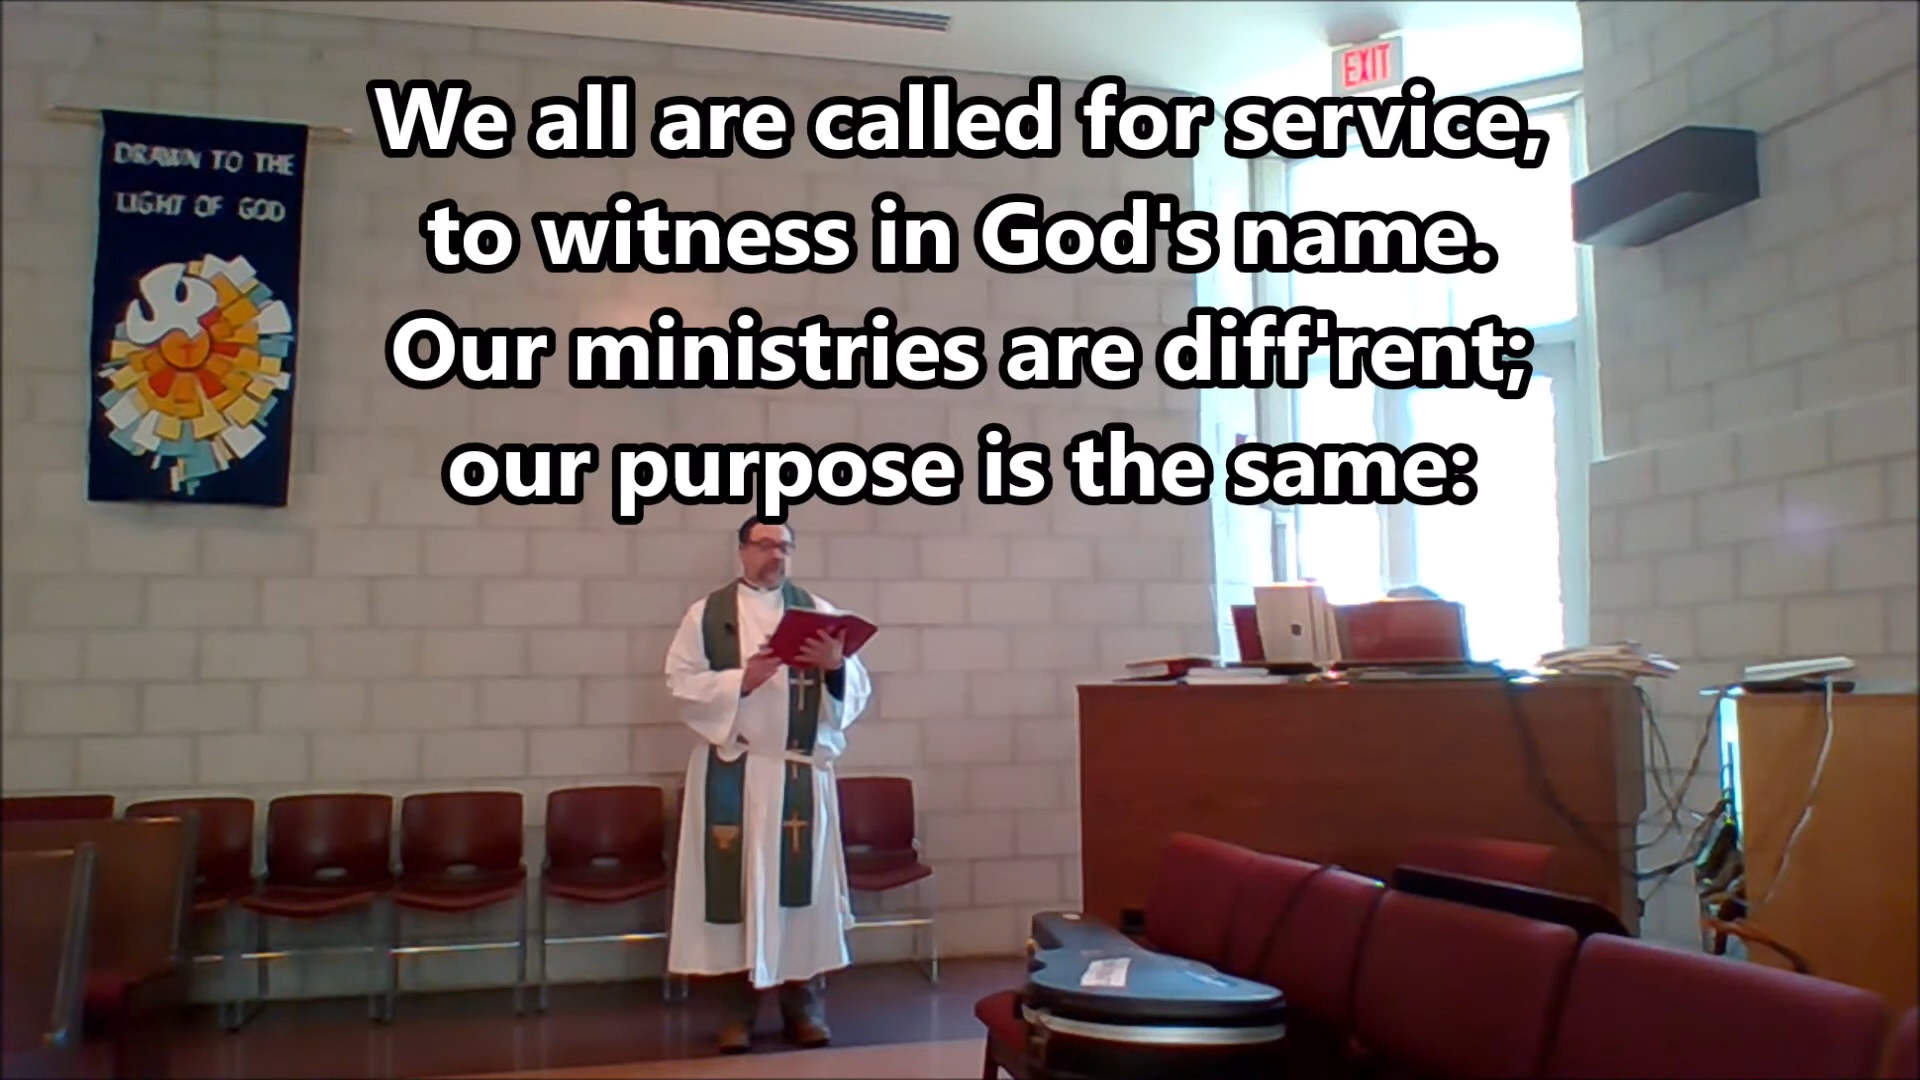 We all are called for service,
to witness in God's name.
Our ministries are diff'rent;
our purpose is the same:
EXIT
DRAWN TO THE
LIGHT OF GOD